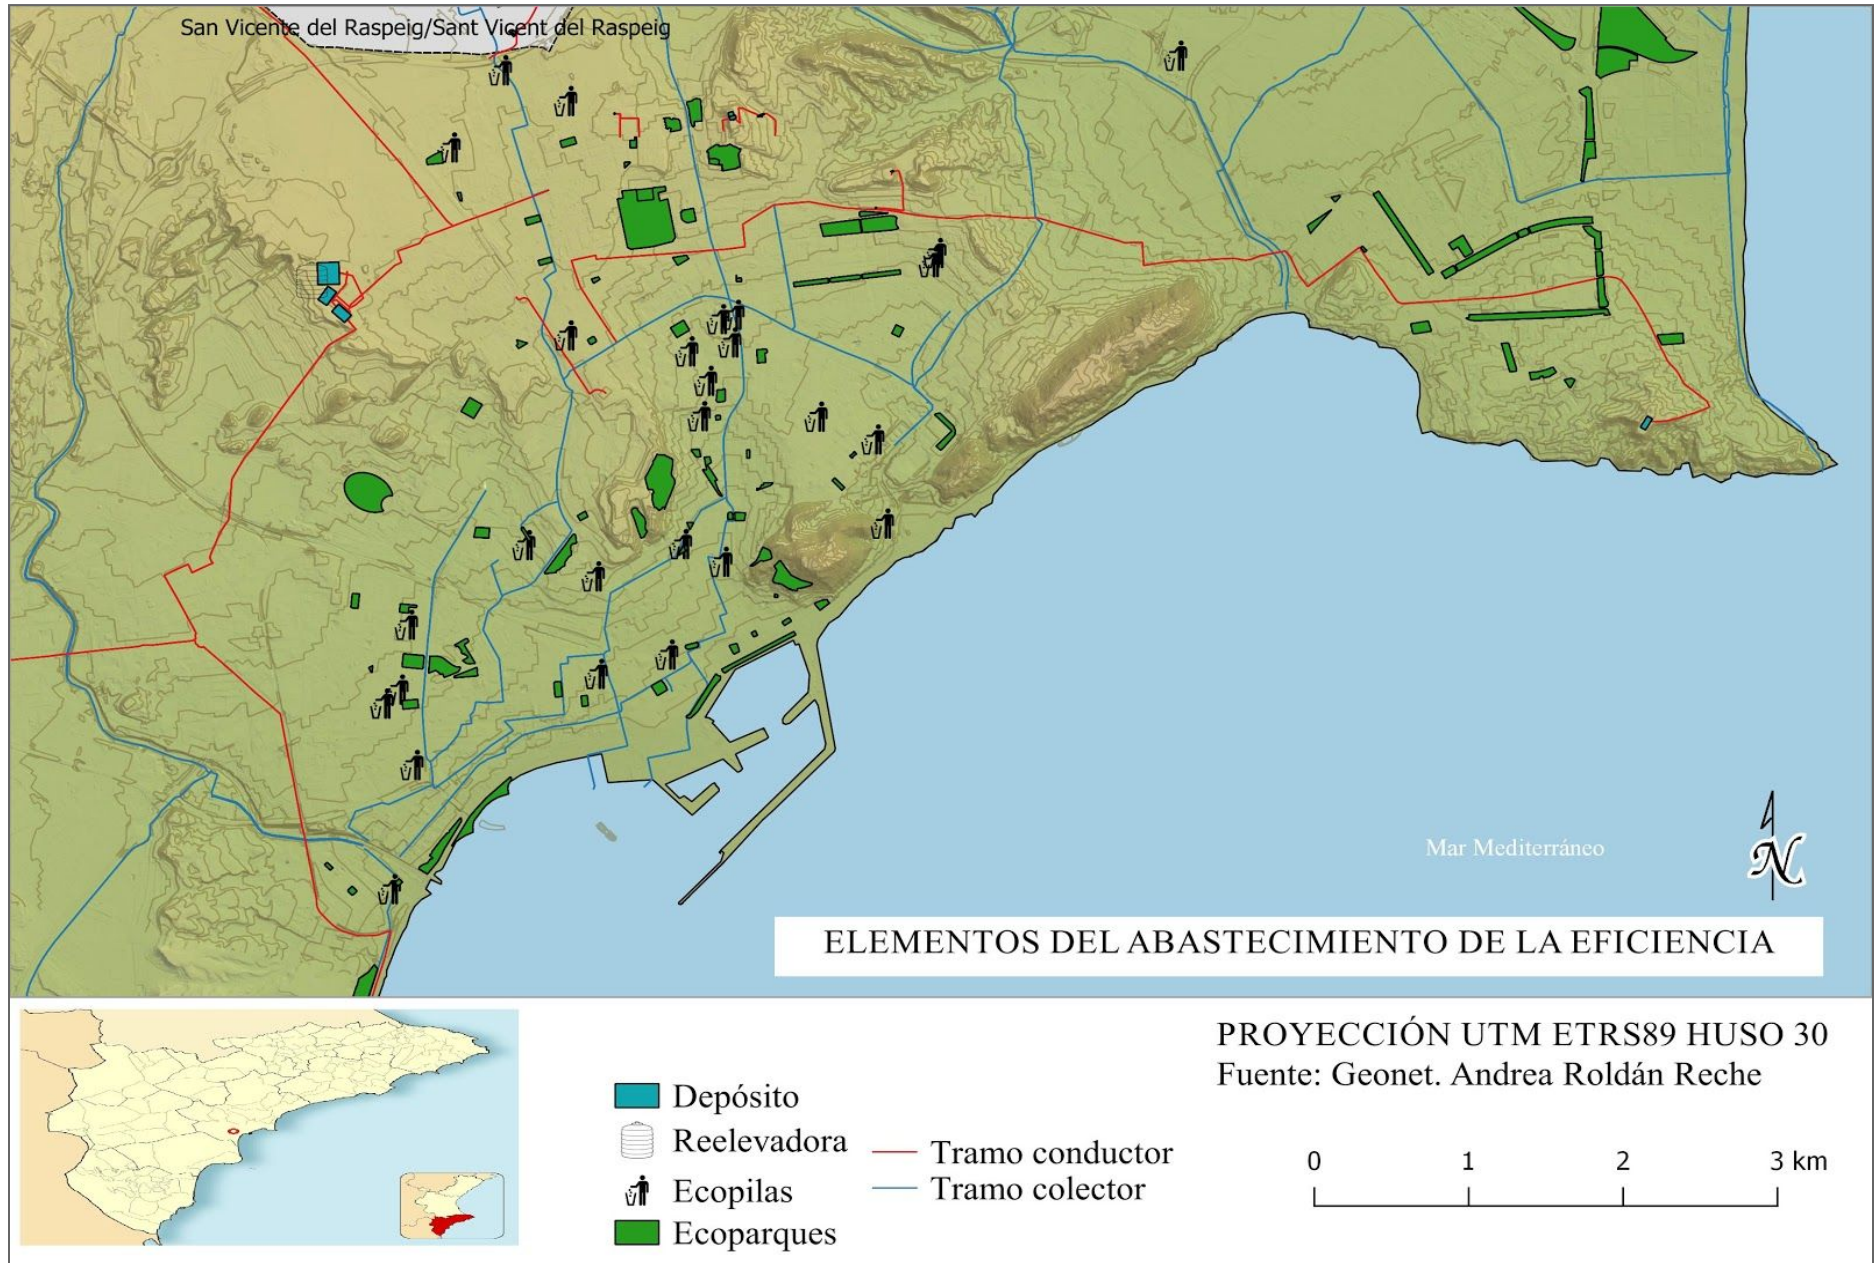 San Vicente del Raspeig/Sant Vicent del Raspeig
Mar Mediterráneo
N
ELEMENTOS DEL ABASTECIMIENTO DE LA EFICIENCIA
PROYECCIÓN UTM ETRS89 HUSO 30
Fuente: Geonet. Andrea Roldán Reche
Depósito
Reelevadora
Ecopilas
Ecoparques
Tramo conductor
Tramo colector
0 1 2 3 km